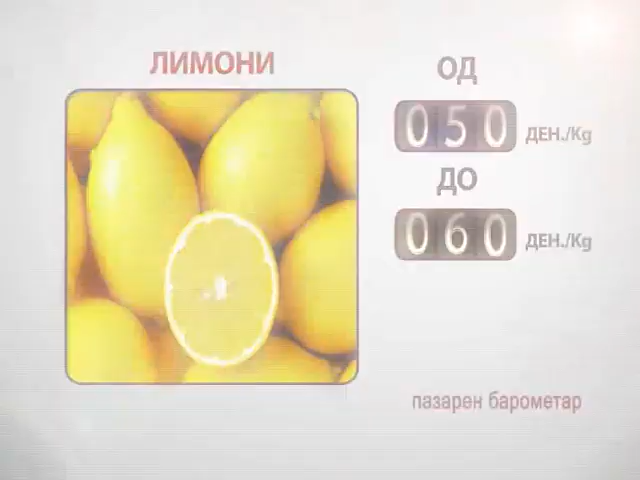 ЛИМОНИ
ОД
050 ДЕН./Kg
ДО
060 ДЕН./Kg
пазарен барометар